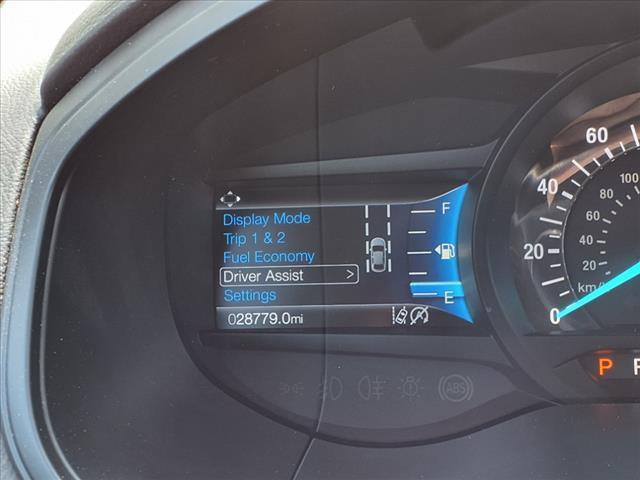 Display Mode
Trip 1 & 2
Fuel Economy
Driver Assist >
Settings
028779.0mi
F
E
0
20
40
60
20
40
60
80
100
km/
P
ABS